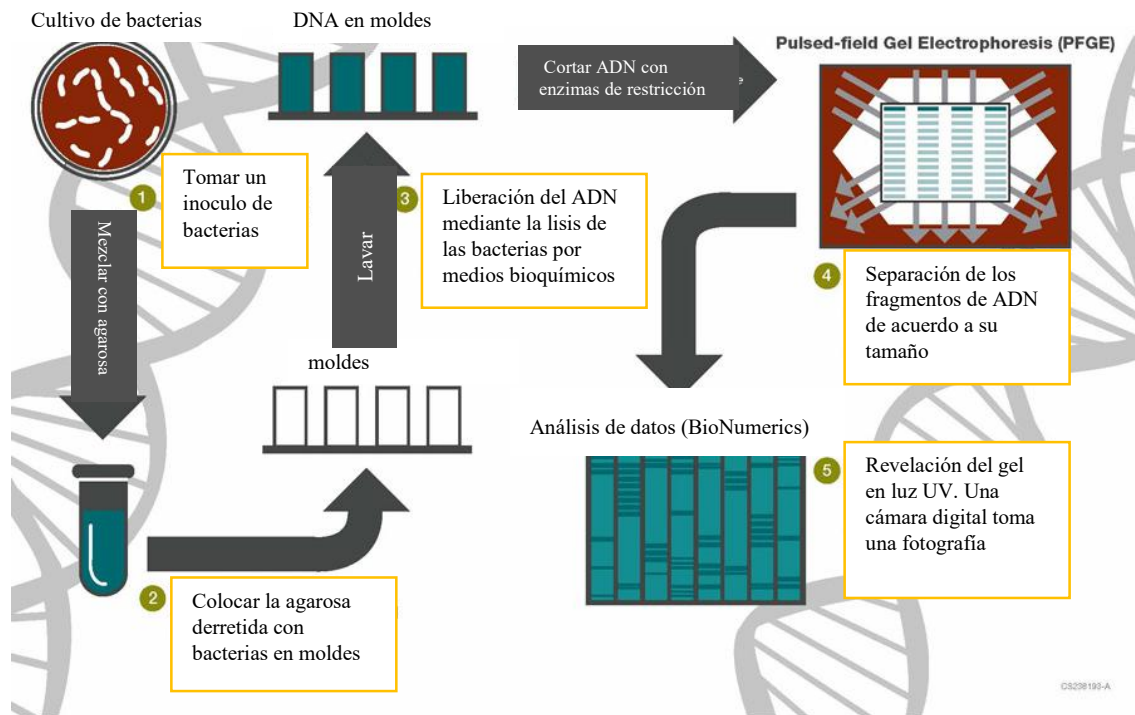 Cultivo de bacterias
DNA en moldes
Cortar ADN con
enzimas de restricción
e
Pulsed-field Gel Electrophoresis (PFGE)
1
Tomar un
inoculo de
bacterias
Mezclar con agarosa
Lavar
3
Liberación del ADN
mediante la lisis de
las bacterias por
medios bioquímicos
4
Separación de los
fragmentos de ADN
de acuerdo a su
tamaño
moldes
2
Colocar la agarosa
derretida con
bacterias en moldes
Análisis de datos (BioNumerics)
5
Revelación del gel
en luz UV. Una
cámara digital toma
una fotografía
CS238193-A